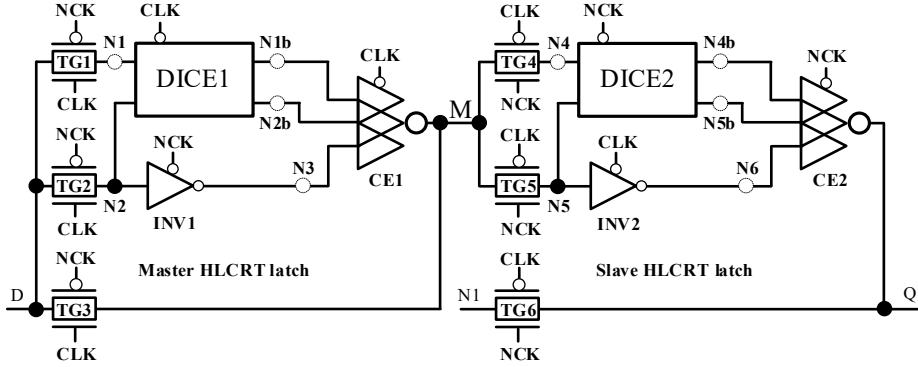 NCK
CLK
N1
N1b
CLK
TG1
DICE1
CLK
N2b
NCK
NCK
TG2
N2
INV1
N3
CE1
CLK
M
NCK
Master HLCRT latch
D
TG3
CLK
CLK
NCK
N4
N4b
NCK
TG4
DICE2
NCK
N5b
CLK
CLK
TG5
N5
INV2
N6
CE2
NCK
CLK
Slave HLCRT latch
N1
TG6
Q
NCK